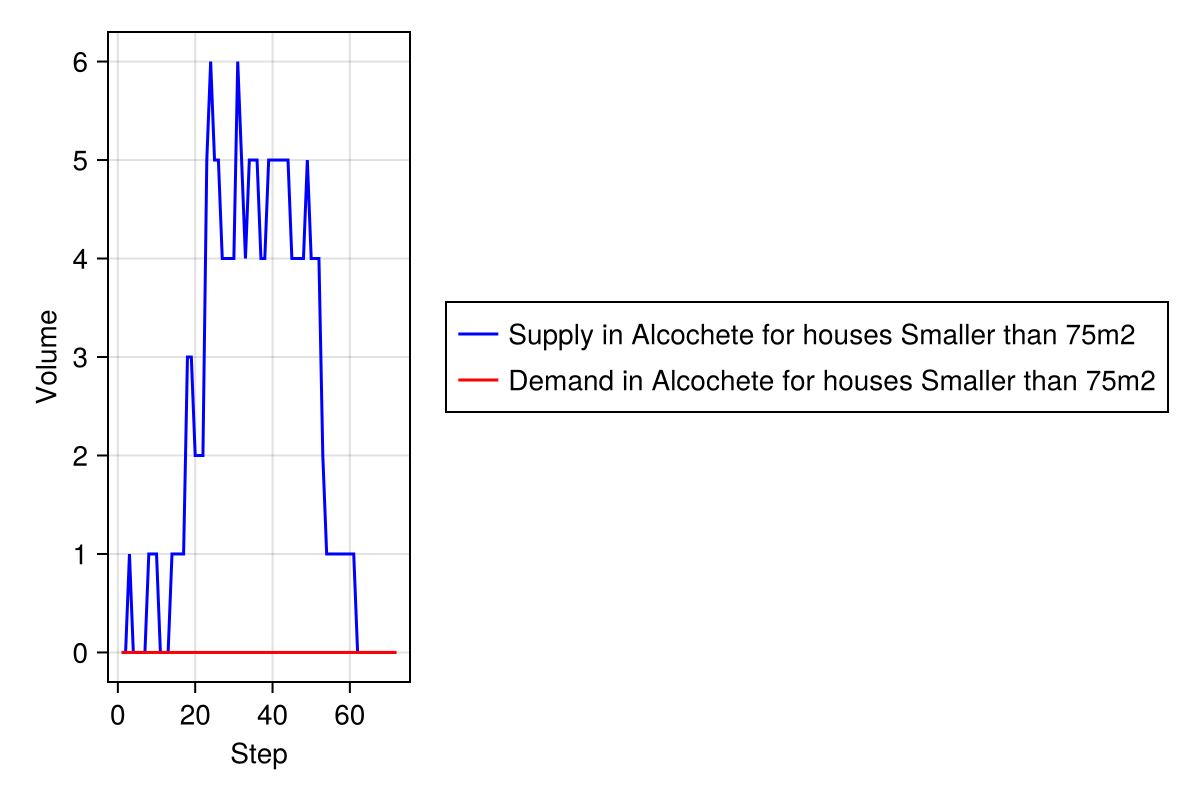 6
5
4
3
2
1
0
Volume
0 20 40 60
Step
Supply in Alcochete for houses Smaller than 75m2
Demand in Alcochete for houses Smaller than 75m2